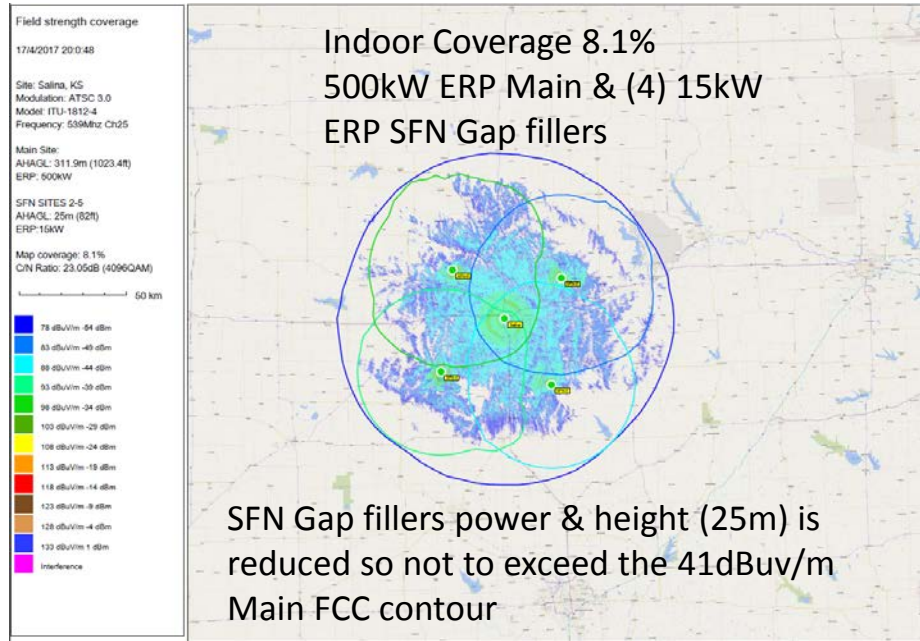 Field strength coverage
17/4/2017 20:0:48
Site: Salina, KS
Modulation: ATSC 3.0
Model: ITU-1812-4
Frequency: 539Mhz Ch25
Main Site:
AHAGL: 311.9m (1023.4ft)
ERP: 500kW
SFN SITES 2-5
AHAGL: 25m (82ft)
ERP:15kW
Map coverage: 8.1%
C/N Ratio: 23.05dB (4096QAM)
50 km
78 dBuV/m -54 dBm
83 dBuV/m -49 dBm
88 dBuV/m -44 dBm
93 dBuV/m -39 dBm
98 dBuV/m -34 dBm
103 dBuV/m -29 dBm
108 dBuV/m -24 dBm
113 dBuV/m -19 dBm
118 dBuV/m -14 dBm
123 dBuV/m -9 dBm
128 dBuV/m -4 dBm
133 dBuV/m 1 dBm
Interference
Indoor Coverage 8.1%
500kW ERP Main & (4) 15kW
ERP SFN Gap fillers
SFN Gap fillers power & height (25m) is
reduced so not to exceed the 41dBuv/m
Main FCC contour